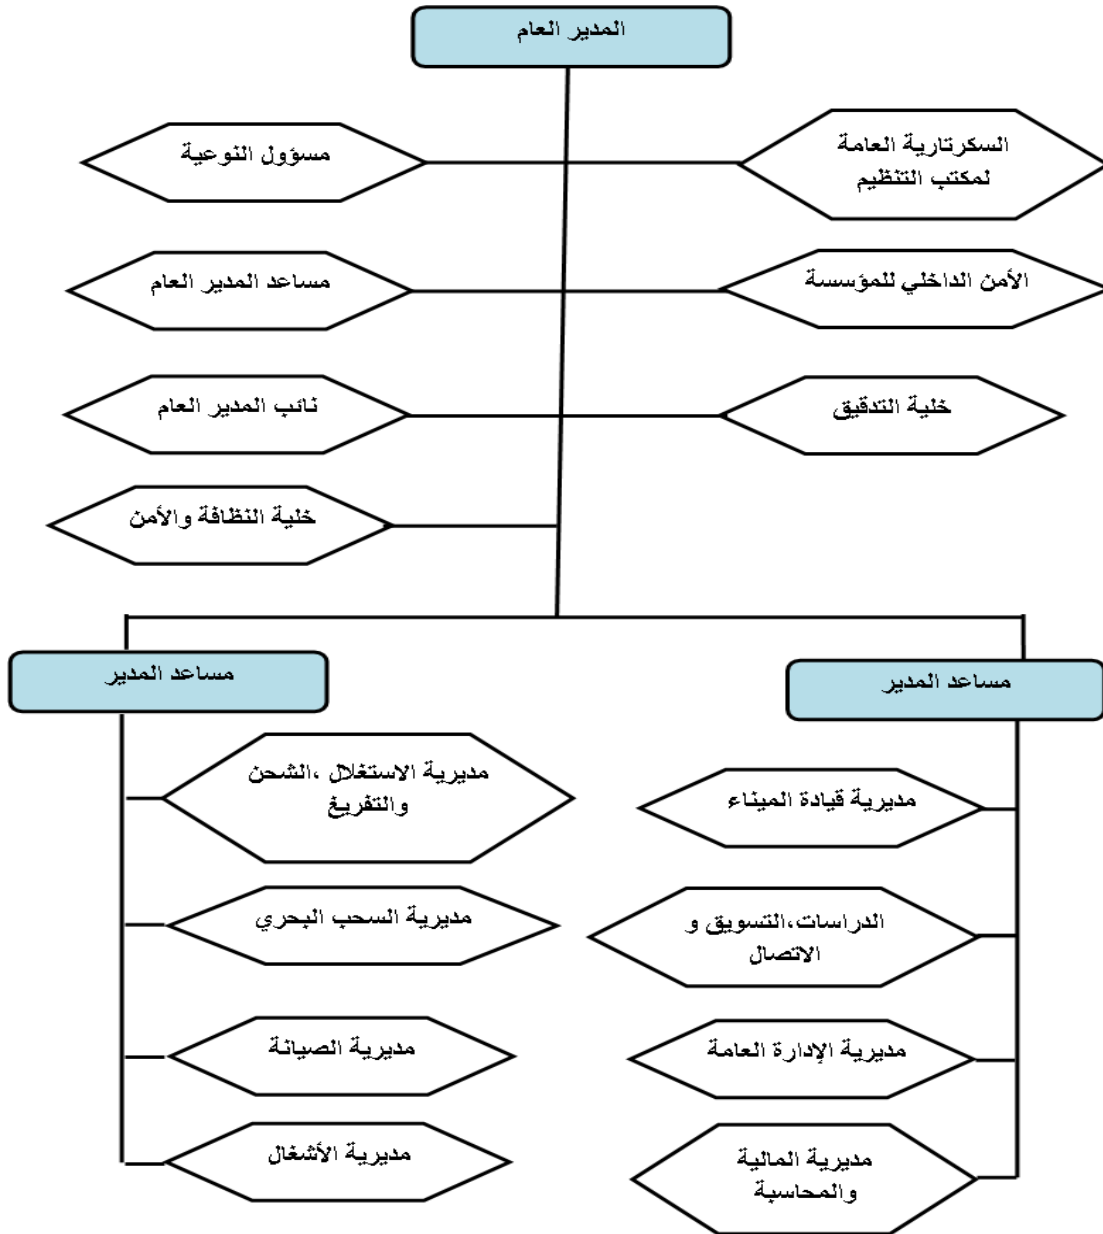 المدير العام
السكرتارية العامة
لمكتب التنظيم
مسؤول النوعية
الأمن الداخلي للمؤسسة
مساعد المدير العام
خلية التدقيق
نائب المدير العام
خلية النظافة والأمن
مساعد المدير
مساعد المدير
مديرية قيادة الميناء
الدراسات،التسويق و
الاتصال
مديرية الإدارة العامة
مديرية المالية
والمحاسبة
مديرية الاستغلال ،الشحن
والتفريغ
مديرية السحب البحري
مديرية الصيانة
مديرية الأشغال